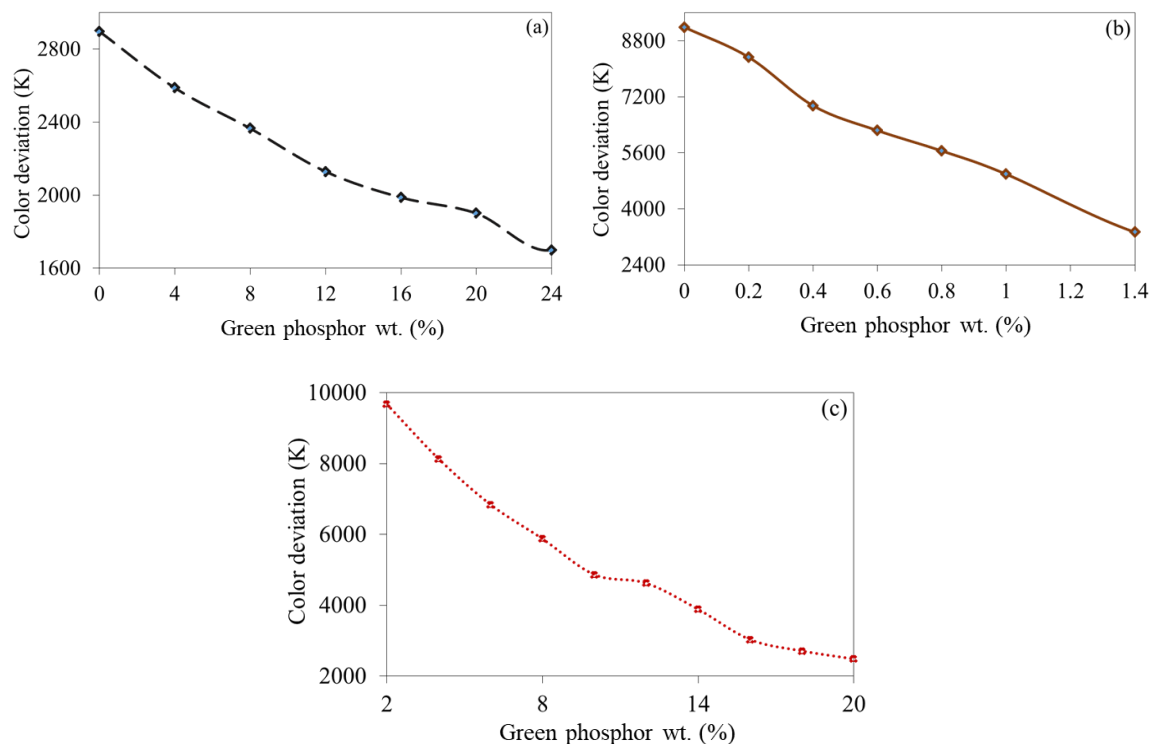 (a)
Color deviation (K)
2800
2400
2000
1600
0 4 8 12 16 20 24
Green phosphor wt. (%)
(b)
Color deviation (K)
8800
7200
5600
4000
2400
0 0.2 0.4 0.6 0.8 1 1.2 1.4
Green phosphor wt. (%)
(c)
Color deviation (K)
10000
8000
6000
4000
2000
2 8 14 20
Green phosphor wt. (%)